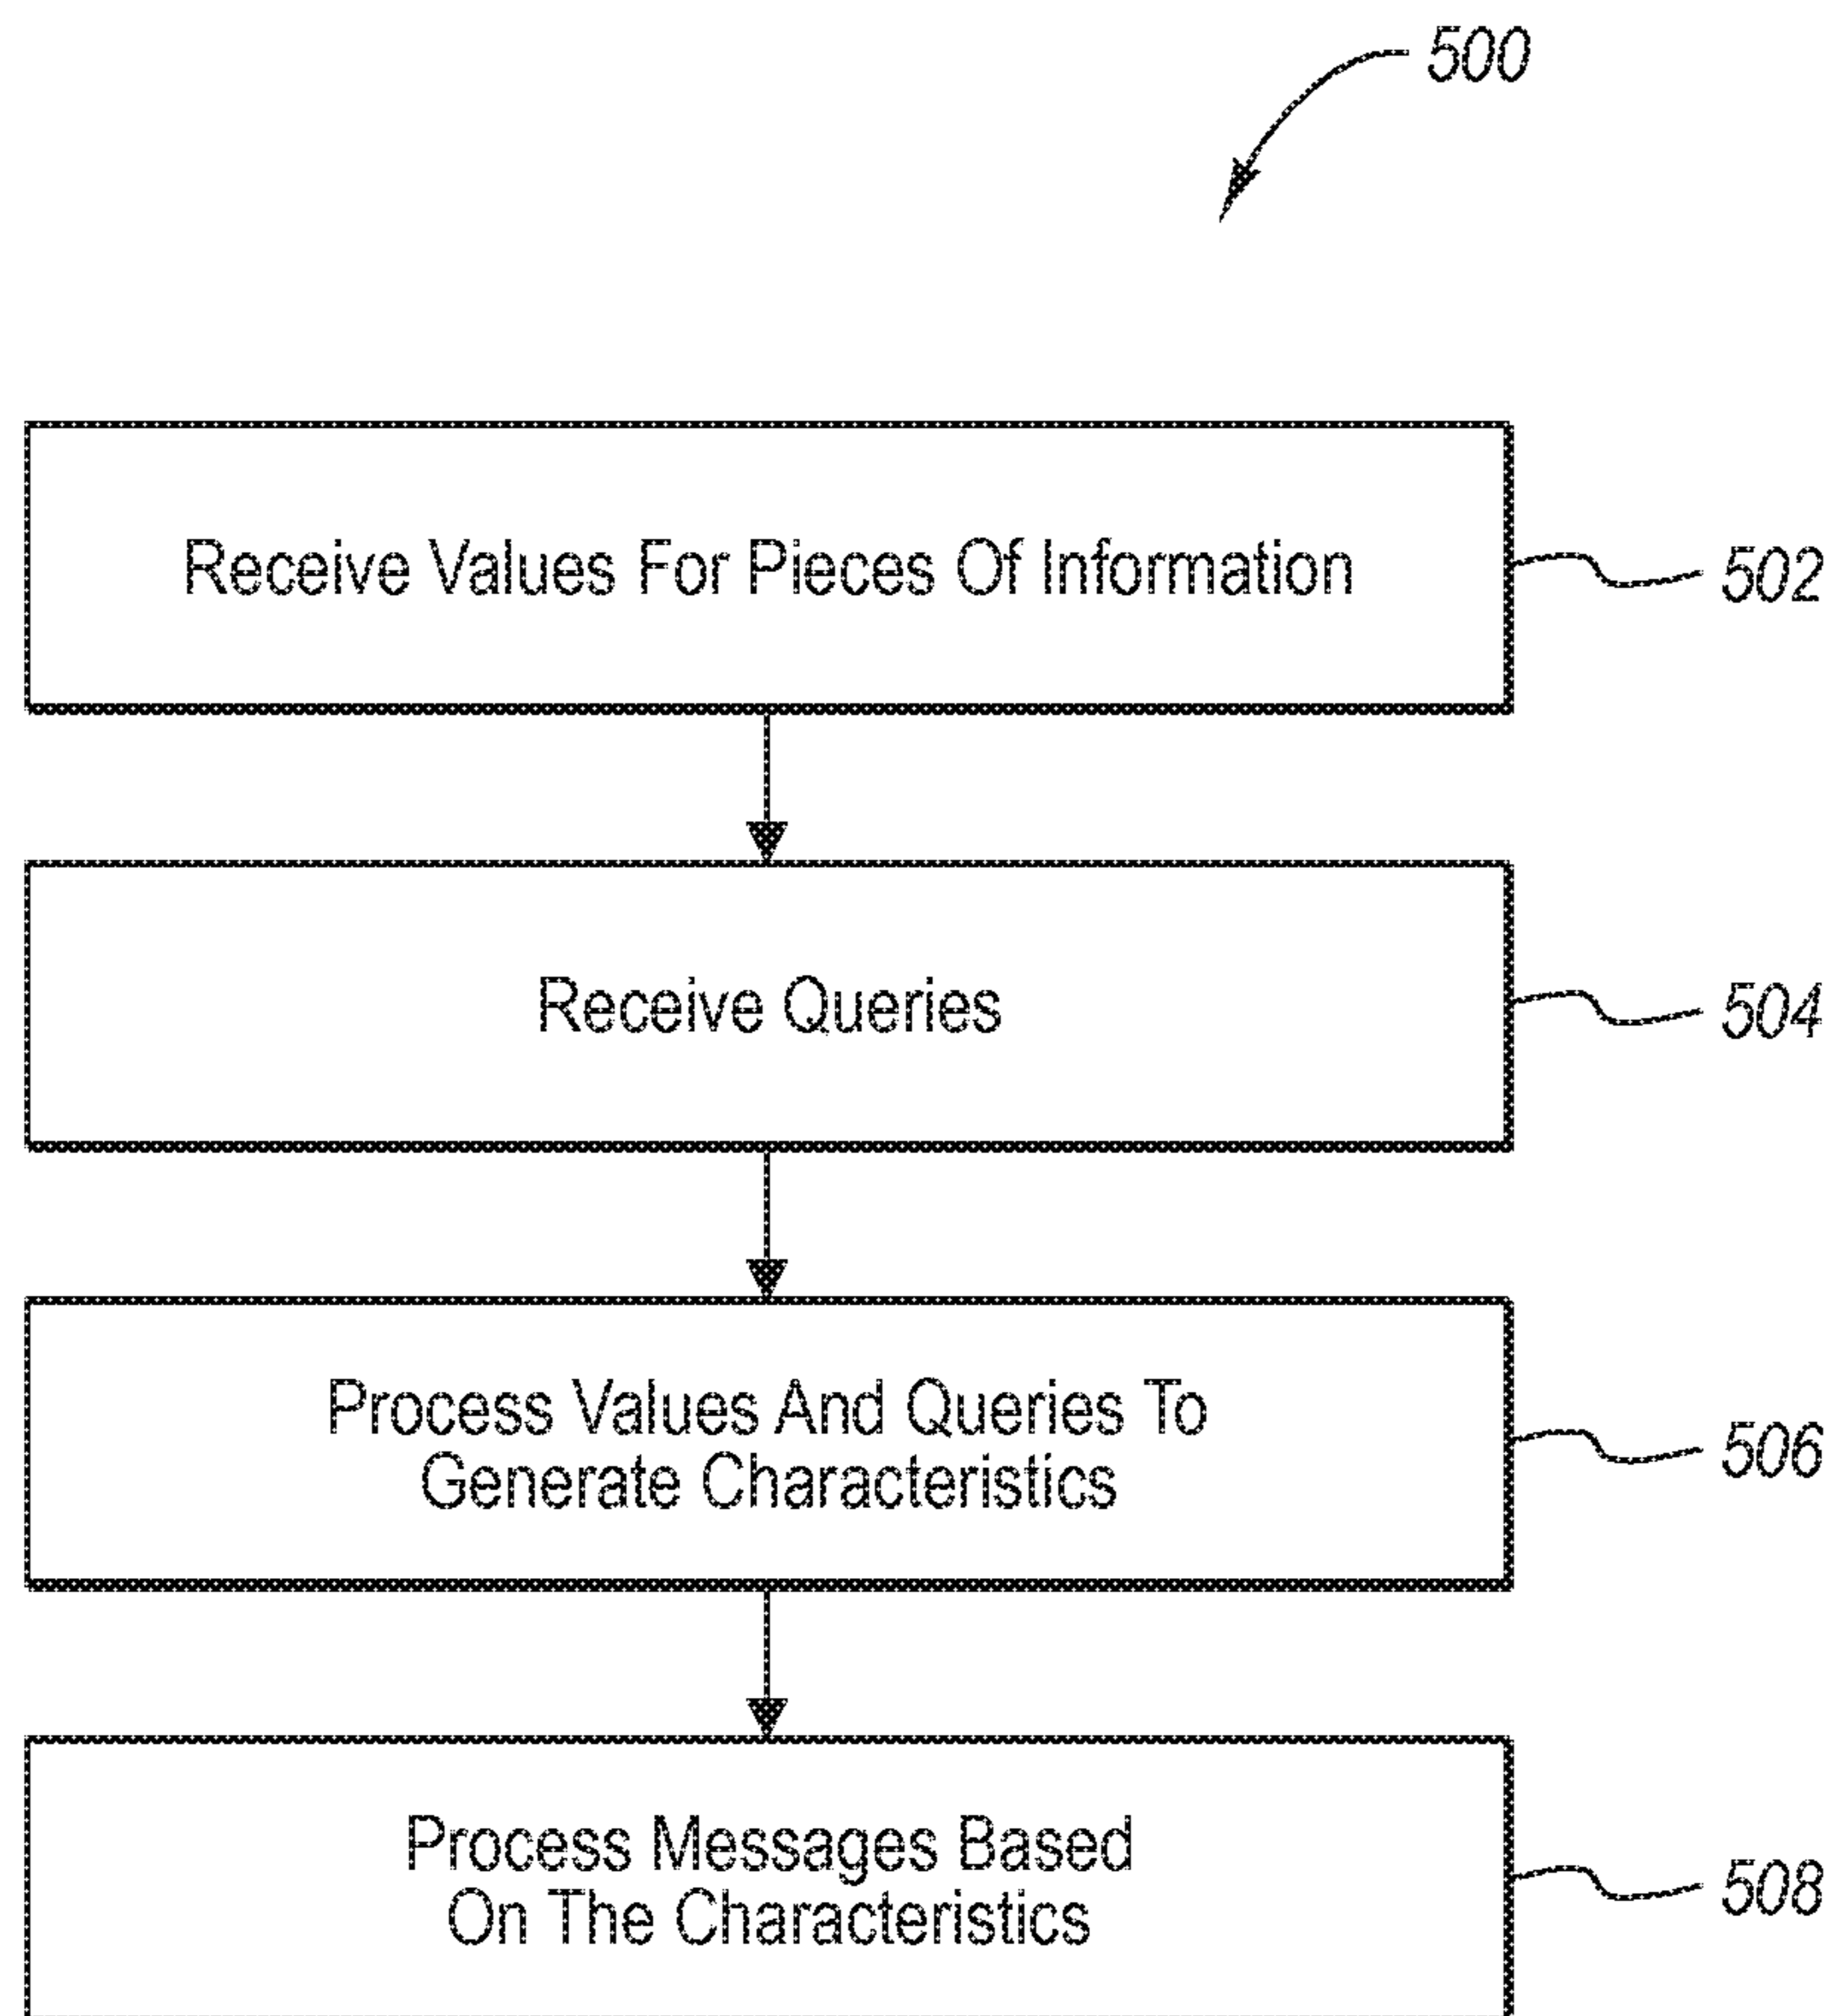 500
Receive Values For Pieces Of Information
502
Receive Queries
504
Process Values And Queries To
Generate Characteristics
506
Process Messages Based
On The Characteristics
508